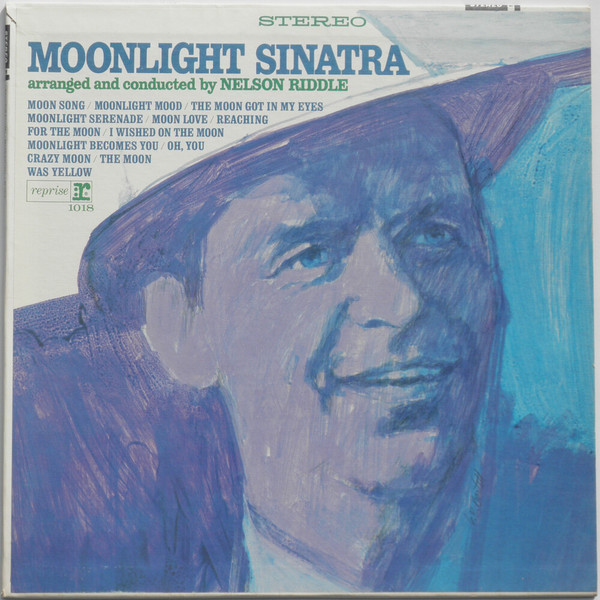 STEREO
MOONLIGHT SINATRA
arranged and conducted by NELSON RIDDLE
MOON SONG / MOONLIGHT MOOD / THE MOON GOT IN MY EYES
MOONLIGHT SERENADE / MOON LOVE / REACHING
FOR THE MOON / I WISHED ON THE MOON
MOONLIGHT BECOMES YOU / OH, YOU
CRAZY MOON / THE MOON
WAS YELLOW
reprise r:
1018